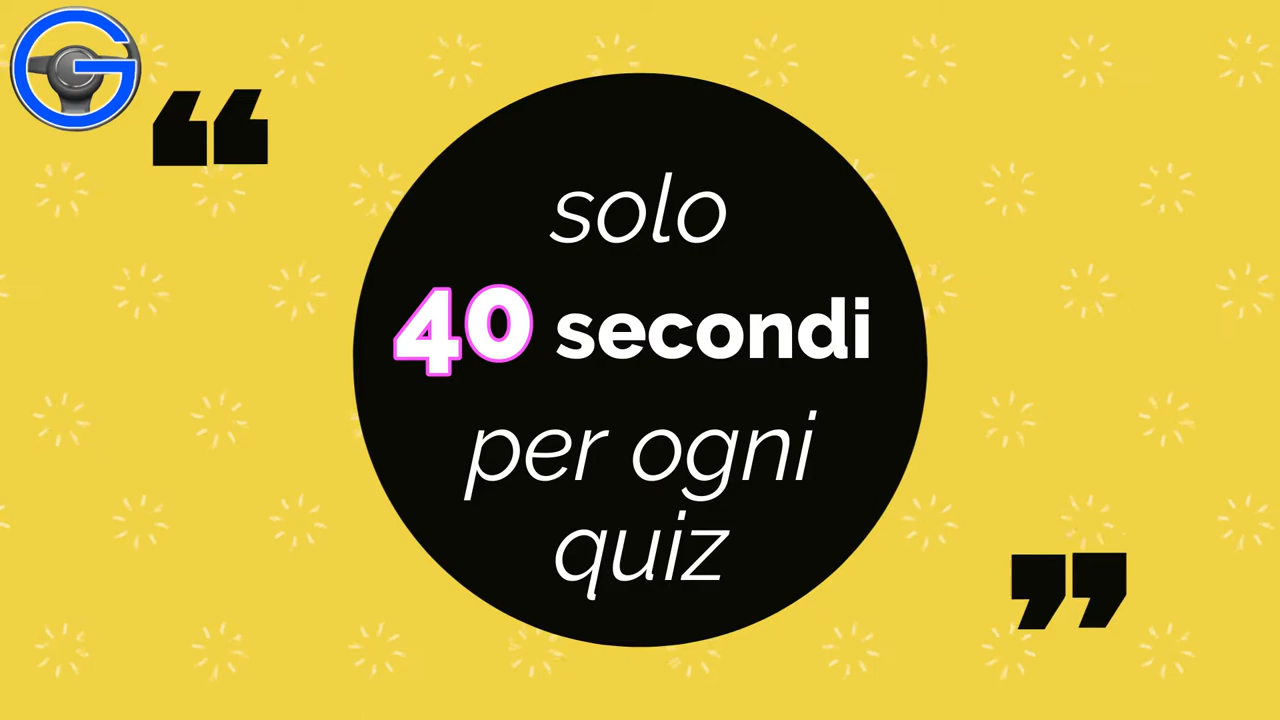 G
“
solo
40 secondi
per ogni
quiz
”